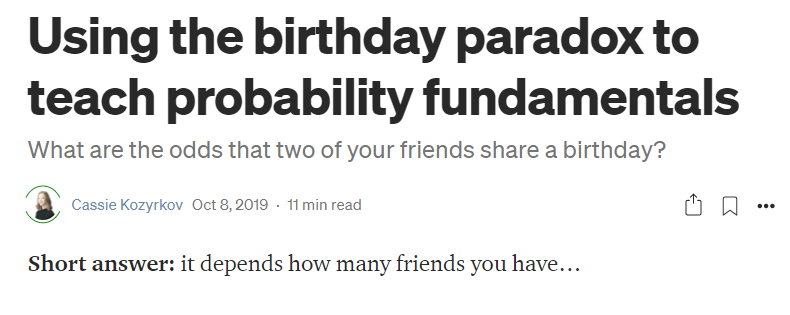 Using the birthday paradox to
teach probability fundamentals
What are the odds that two of your friends share a birthday?
Cassie Kozyrkov Oct 8, 2019 · 11 min read
Short answer: it depends how many friends you have…